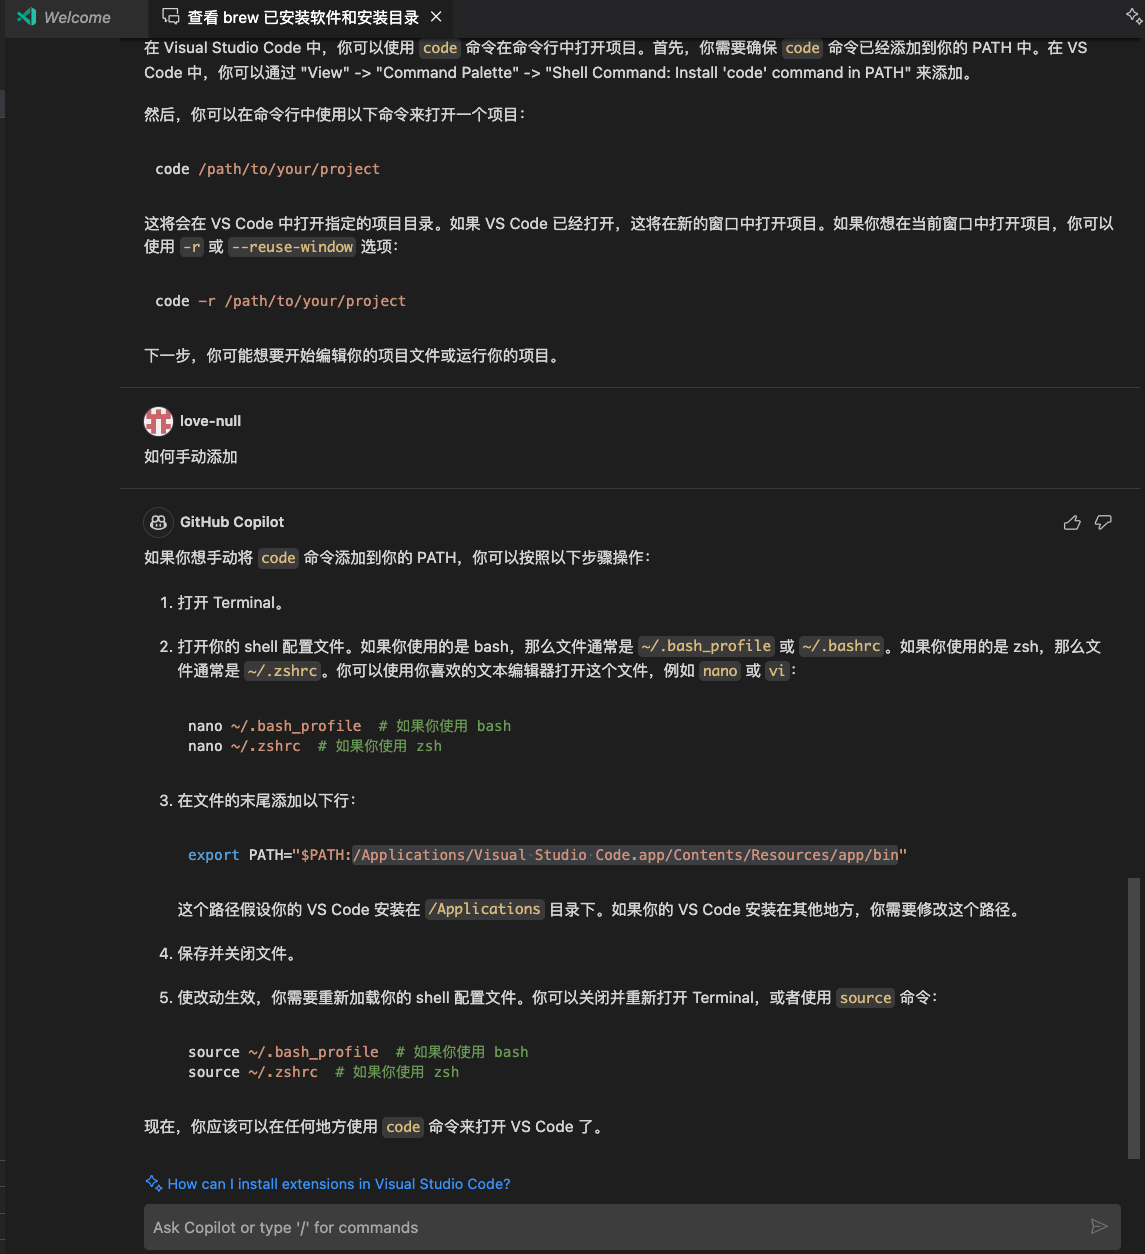 Welcome
查看 brew 已安装软件和安装目录
在 Visual Studio Code 中，你可以使用 code 命令在命令行中打开项目。首先，你需要确保 code 命令已经添加到你的 PATH 中。在 VS
Code 中，你可以通过 "View" -> "Command Palette" -> "Shell Command: Install 'code' command in PATH" 来添加。
然后，你可以在命令行中使用以下命令来打开一个项目：
code /path/to/your/project
这将会在 VS Code 中打开指定的项目目录。如果 VS Code 已经打开，这将在新的窗口中打开项目。如果你想在当前窗口中打开项目，你可以
使用 -r 或 --reuse-window 选项：
code -r /path/to/your/project
下一步，你可能想要开始编辑你的项目文件或运行你的项目。
love-null
如何手动添加
GitHub Copilot
如果你想手动将 code 命令添加到你的 PATH，你可以按照以下步骤操作：
1. 打开 Terminal。
2. 打开你的 shell 配置文件。如果你使用的是 bash，那么文件通常是 ~/.bash_profile 或 ~/.bashrc。如果你使用的是 zsh，那么文
件通常是 ~/.zshrc。你可以使用你喜欢的文本编辑器打开这个文件，例如 nano 或 vi：
nano ~/.bash_profile # 如果你使用 bash
nano ~/.zshrc # 如果你使用 zsh
3. 在文件的末尾添加以下行：
export PATH="$PATH:/Applications/Visual Studio Code.app/Contents/Resources/app/bin"
这个路径假设你的 VS Code 安装在 /Applications 目录下。如果你的 VS Code 安装在其他地方，你需要修改这个路径。
4. 保存并关闭文件。
5. 使改动生效，你需要重新加载你的 shell 配置文件。你可以关闭并重新打开 Terminal，或者使用 source 命令：
source ~/.bash_profile # 如果你使用 bash
source ~/.zshrc # 如果你使用 zsh
现在，你应该可以在任何地方使用 code 命令来打开 VS Code 了。
How can I install extensions in Visual Studio Code?
Ask Copilot or type '/' for commands